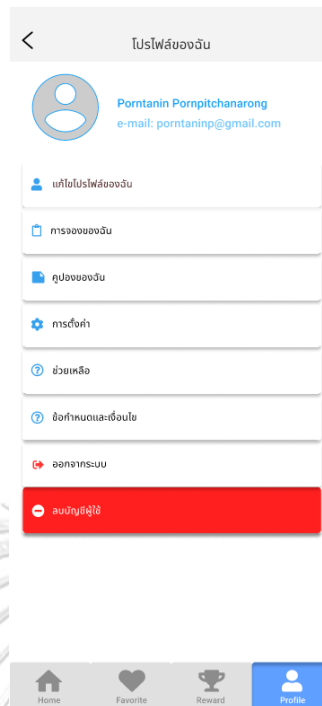 โปรไฟล์ของฉัน
Porntanin Pornpitchanarong
e-mail: porntaninp@gmail.com
แก้ไขโปรไฟล์ของฉัน
การจองของฉัน
คูปองของฉัน
การตั้งค่า
ช่วยเหลือ
ข้อกำหนดและเงื่อนไข
ออกจากระบบ
ลบบัญชีผู้ใช้
Home Favorite Reward Profile